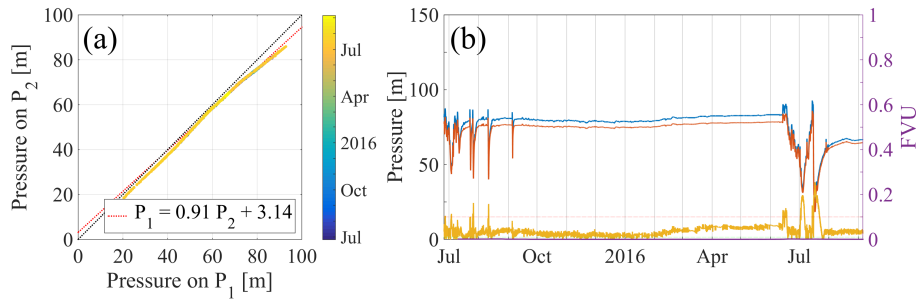 (a)
100
80
60
40
20
0
Pressure on P2 [m]
0 20 40 60 80 100
Pressure on P1 [m]
P1 = 0.91 P2 + 3.14
Jul
Apr
2016
Oct
Jul
(b)
150
100
50
0
Pressure [m]
Jul Oct 2016 Apr Jul
1
0.8
0.6
0.4
0.2
0
FVU